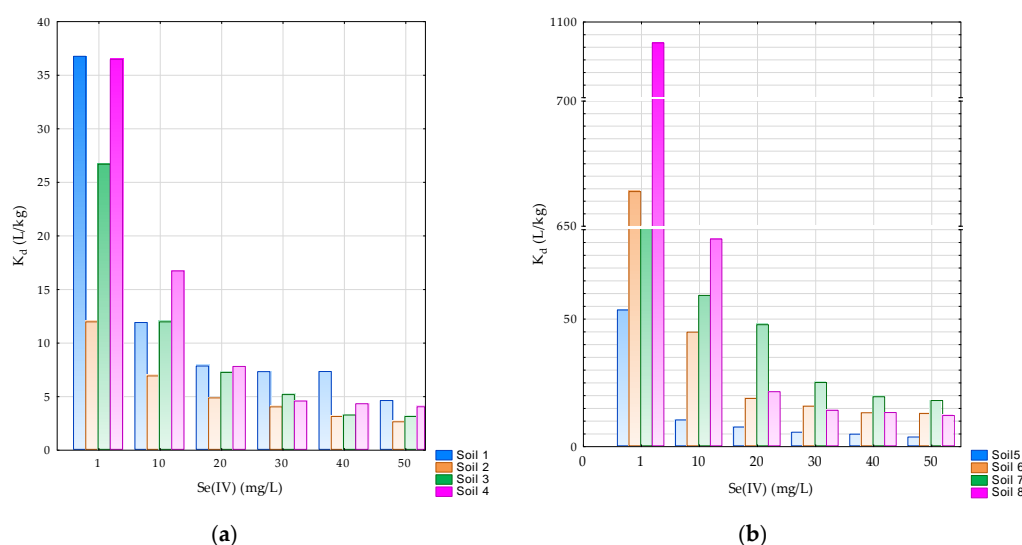 40
35
30
25
20
15
10
5
0
K_d (L/kg)
1 10 20 30 40 50
Se(IV) (mg/L)
Soil 1
Soil 2
Soil 3
Soil 4
(a)
1100
700
650
50
0
K_d (L/kg)
0 1 10 20 30 40 50
Se(IV) (mg/L)
Soil5
Soil 6
Soil 7
Soil 8
(b)